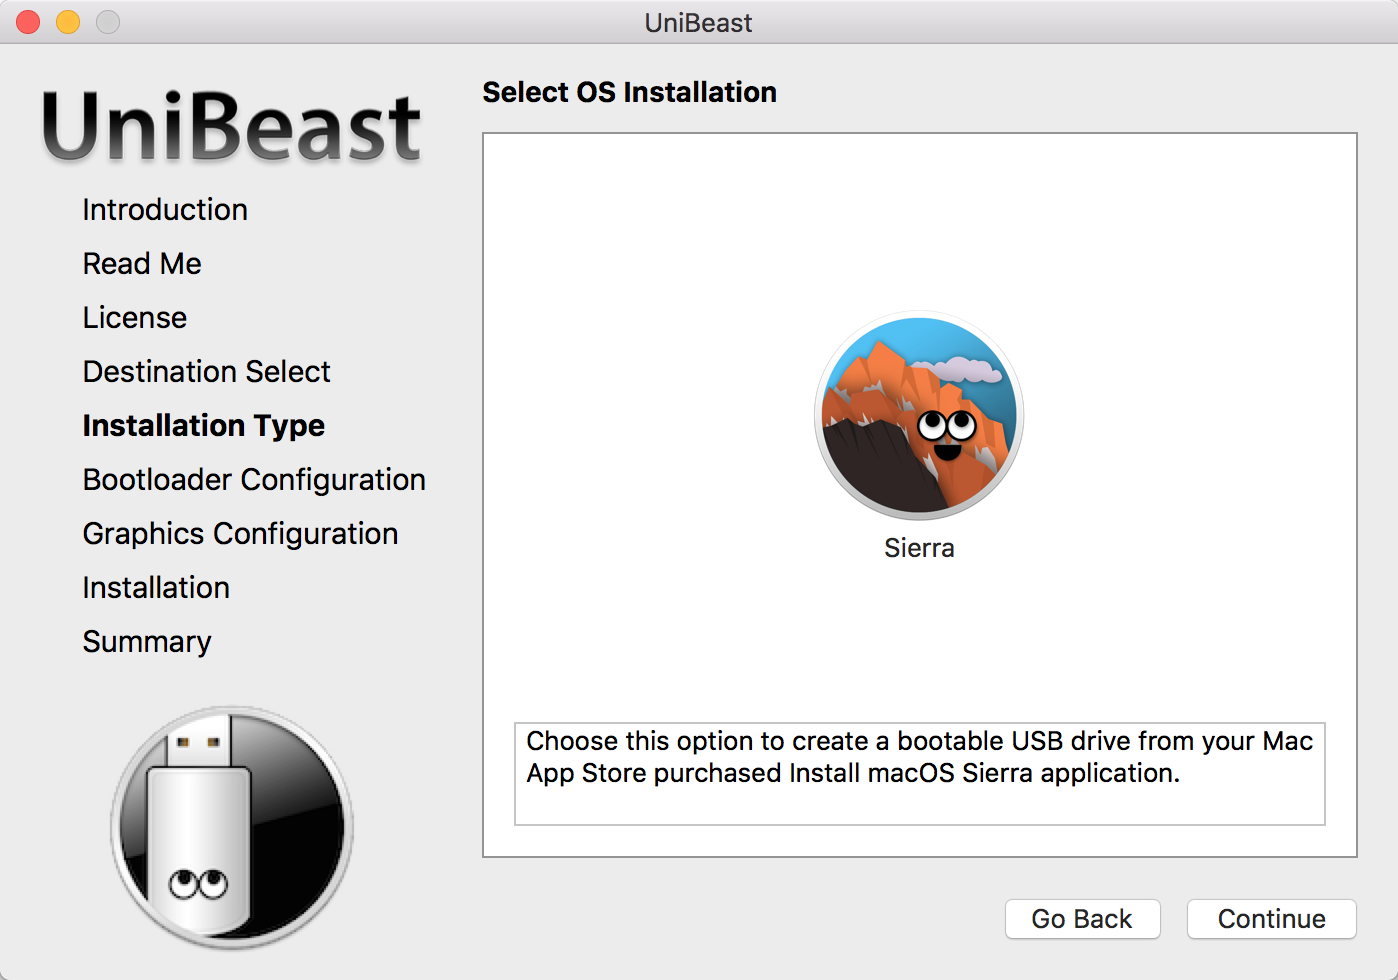 UniBeast
UniBeast
Introduction
Read Me
License
Destination Select
Installation Type
Bootloader Configuration
Graphics Configuration
Installation
Summary
Select OS Installation
Sierra
Choose this option to create a bootable USB drive from your Mac
App Store purchased Install macOS Sierra application.
Go Back
Continue